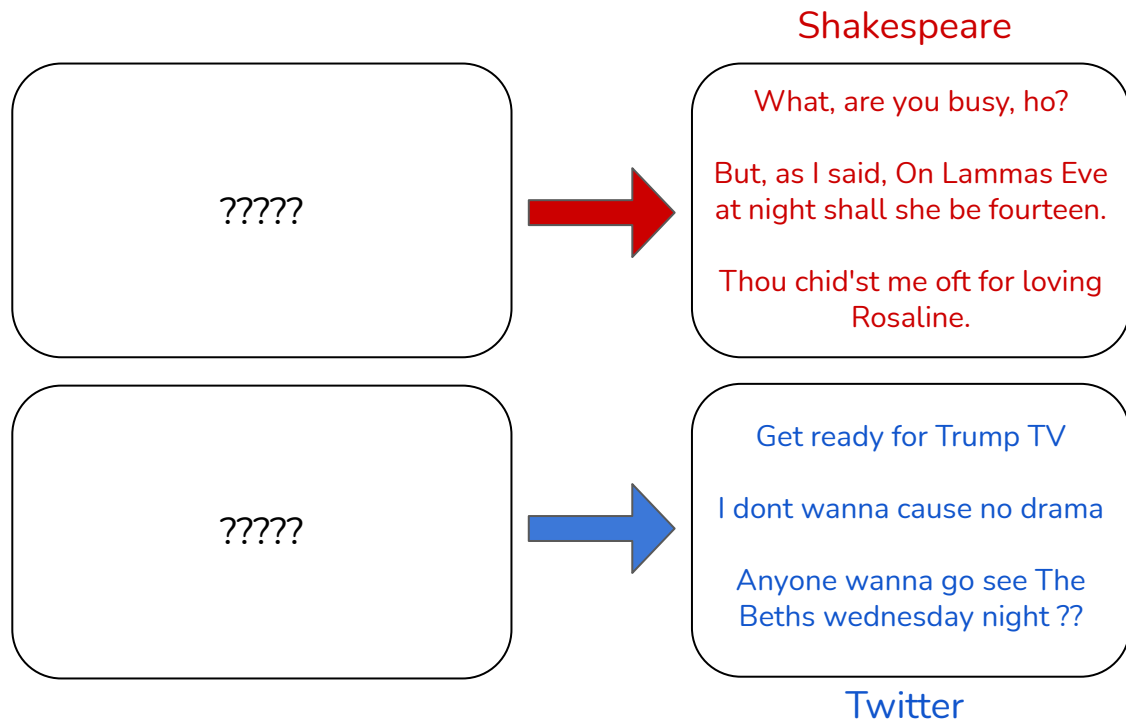 Shakespeare
?????
What, are you busy, ho?
But, as I said, On Lammas Eve
at night shall she be fourteen.
Thou chid'st me oft for loving
Rosaline.
?????
Get ready for Trump TV
I dont wanna cause no drama
Anyone wanna go see The
Beths wednesday night ??
Twitter